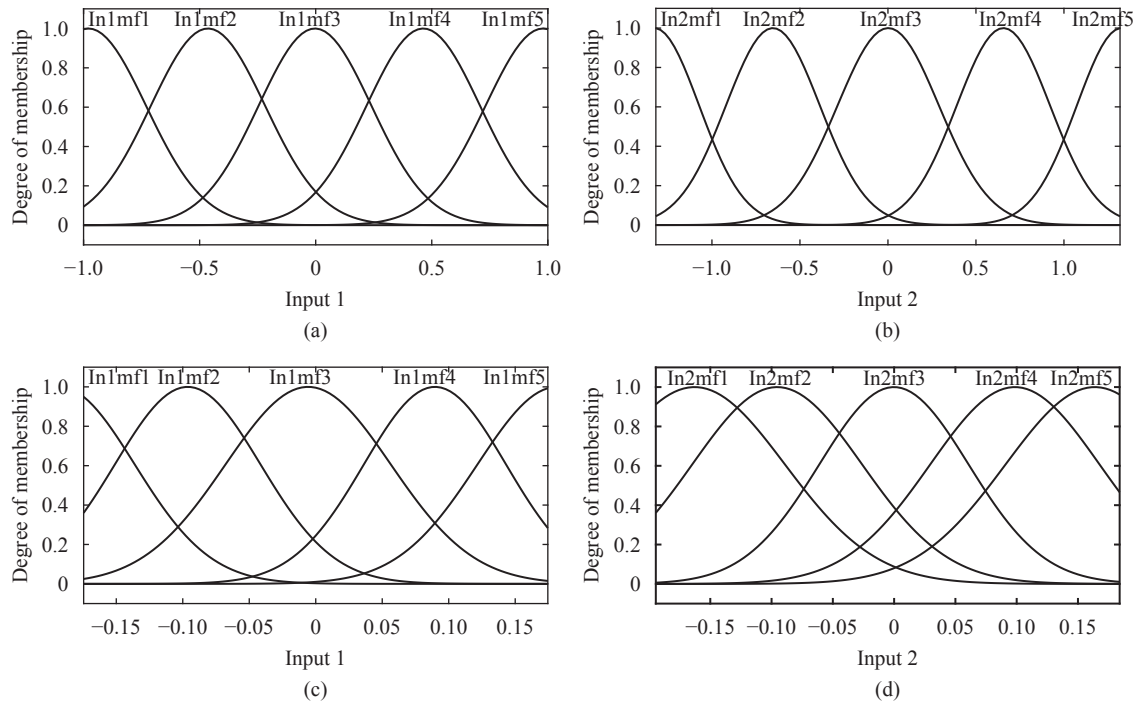 In1mf1 In1mf2 In1mf3 In1mf4 In1mf5
1.0
0.8
0.6
0.4
0.2
0
Degree of membership
−1.0 −0.5 0 0.5 1.0
Input 1
(a)
In2mf1 In2mf2 In2mf3 In2mf4 In2mf5
1.0
0.8
0.6
0.4
0.2
0
Degree of membership
−1.0 −0.5 0 0.5 1.0
Input 2
(b)
In1mf1 In1mf2 In1mf3 In1mf4 In1mf5
1.0
0.8
0.6
0.4
0.2
0
Degree of membership
−0.15 −0.10 −0.05 0 0.05 0.10 0.15
Input 1
(c)
In2mf1 In2mf2 In2mf3 In2mf4 In2mf5
1.0
0.8
0.6
0.4
0.2
0
Degree of membership
−0.15 −0.10 −0.05 0 0.05 0.10 0.15
Input 2
(d)